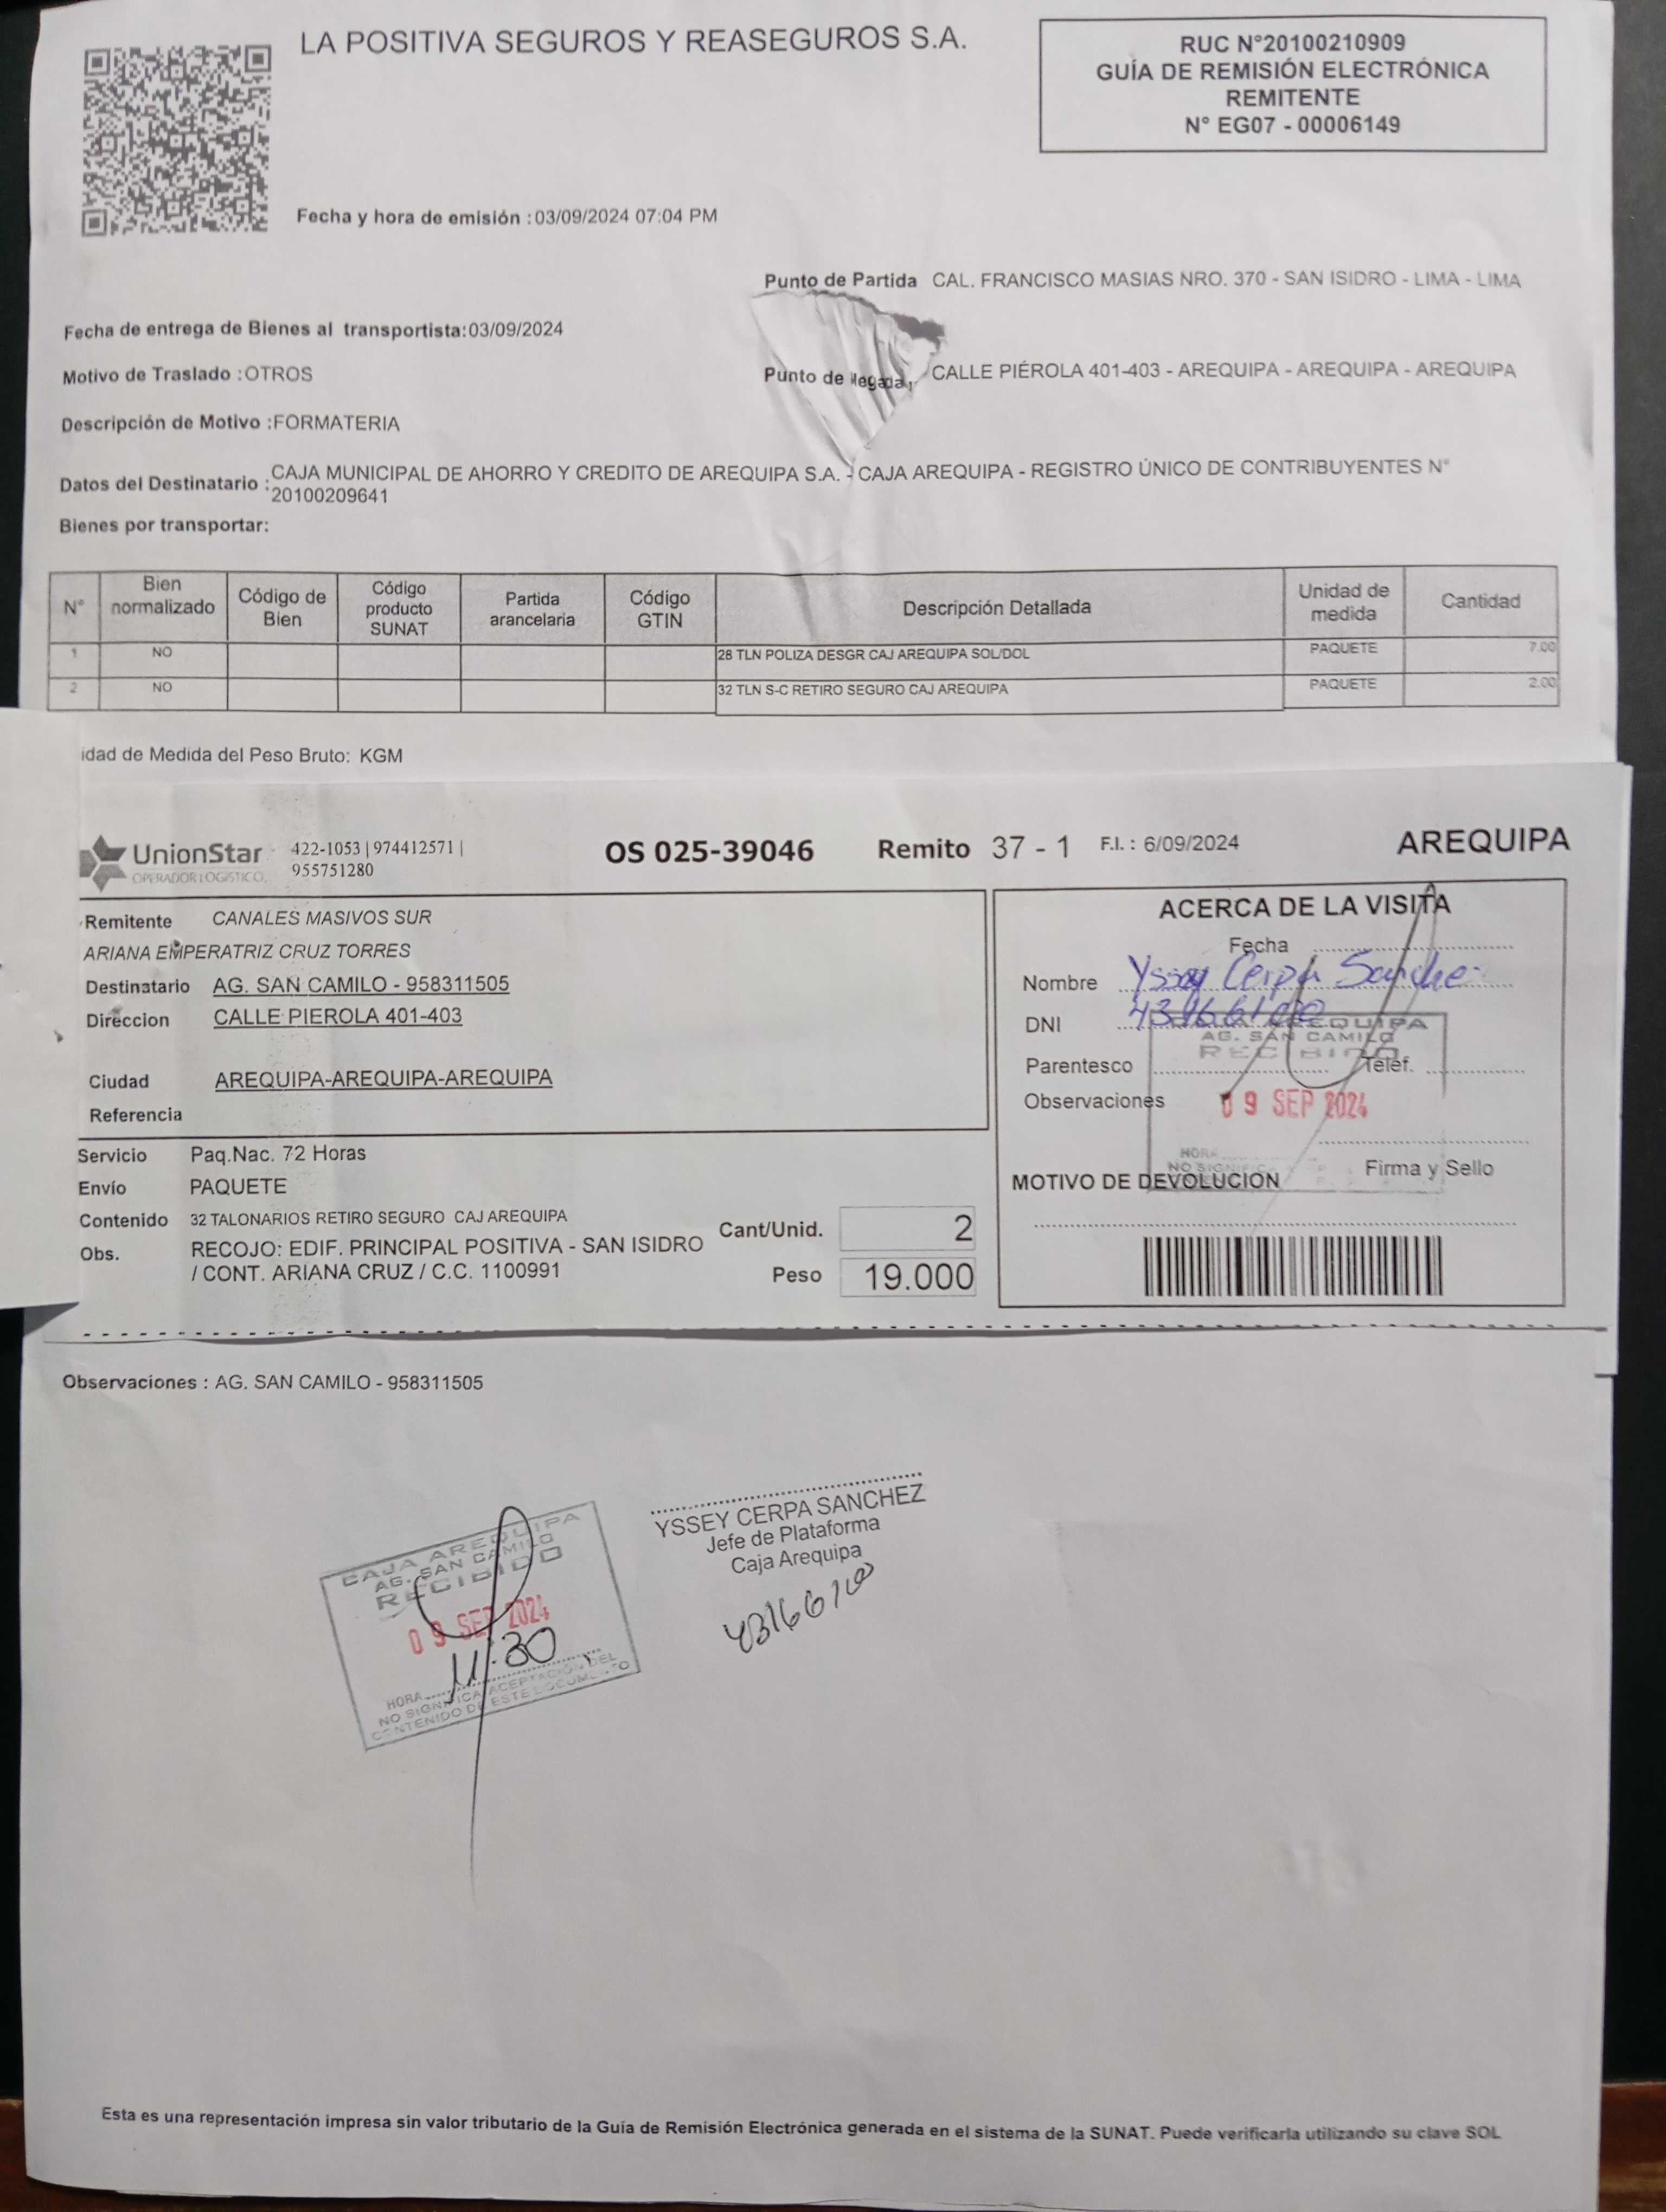 LA POSITIVA SEGUROS Y REASEGUROS S.A.
RUC N°20100210909
GUÍA DE REMISIÓN ELECTRÓNICA
REMITENTE
N° EG07 - 00006149
Fecha y hora de emisión :03/09/2024 07:04 PM
Punto de Partida CAL. FRANCISCO MASIAS NRO. 370 - SAN ISIDRO - LIMA - LIMA
Fecha de entrega de Bienes al transportista:03/09/2024
Motivo de Traslado :OTROS
Punto de llegada: CALLE PIÉROLA 401-403 - AREQUIPA - AREQUIPA - AREQUIPA
Descripción de Motivo :FORMATERIA
Datos del Destinatario : CAJA MUNICIPAL DE AHORRO Y CREDITO DE AREQUIPA S.A. - CAJA AREQUIPA - REGISTRO ÚNICO DE CONTRIBUYENTES N°
20100209641
Bienes por transportar:
N° Bien normalizado Código de Bien Código producto SUNAT Partida arancelaria Código GTIN Descripción Detallada Unidad de medida Cantidad
1 NO 28 TLN POLIZA DESGR CAJ AREQUIPA SOL/DOL PAQUETE 7.00
2 NO 32 TLN S-C RETIRO SEGURO CAJ AREQUIPA PAQUETE 2.00
idad de Medida del Peso Bruto: KGM
UnionStar
OPERADOR LOGÍSTICO
422-1053 | 974412571 |
955751280
OS 025-39046 Remito 37 - 1 F.I. : 6/09/2024 AREQUIPA
Remitente CANALES MASIVOS SUR
ARIANA EMPERATRIZ CRUZ TORRES
Destinatario AG. SAN CAMILO - 958311505
Direccion CALLE PIEROLA 401-403
Ciudad AREQUIPA-AREQUIPA-AREQUIPA
Referencia
Servicio Paq.Nac. 72 Horas
Envío PAQUETE
Contenido 32 TALONARIOS RETIRO SEGURO CAJ AREQUIPA
Obs. RECOJO: EDIF. PRINCIPAL POSITIVA - SAN ISIDRO
/ CONT. ARIANA CRUZ / C.C. 1100991
Cant/Unid. 2
Peso 19.000
ACERCA DE LA VISITA
Fecha
Nombre Yssey Cerpa Sanchez
DNI
AREQUIPA
AG. SAN CAMILO
RECIBIDO
Parentesco Telef.
Observaciones
09 SEP 2024
HORA
NO SIGNIFICA
Firma y Sello
MOTIVO DE DEVOLUCION
Observaciones : AG. SAN CAMILO - 958311505
CAJA AREQUIPA
AG. SAN CAMILO
RECIBIDO
09 SEP 2024
11:30
HORA
NO SIGNIFICA ACEPTACIÓN DEL
CONTENIDO DE ESTE DOCUMENTO
YSSEY CERPA SANCHEZ
Jefe de Plataforma
Caja Arequipa
Esta es una representación impresa sin valor tributario de la Guía de Remisión Electrónica generada en el sistema de la SUNAT. Puede verificarla utilizando su clave SOL